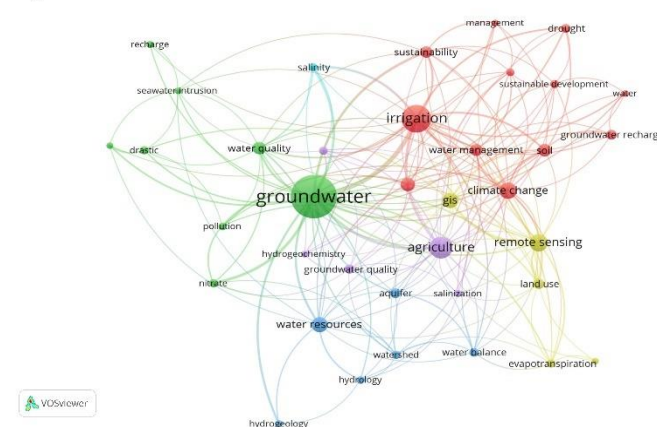 management
drought
recharge
sustainability
salinity
sustainable development
seawater intrusion
water
irrigation
groundwater recharge
drastic
water quality
water management
soil
climate change
groundwater
gis
pollution
agriculture
remote sensing
hydrogeochemistry
groundwater quality
nitrate
aquifer
salinization
land use
water resources
watershed
water balance
evapotranspiration
hydrology
VOSviewer
hydrogeology